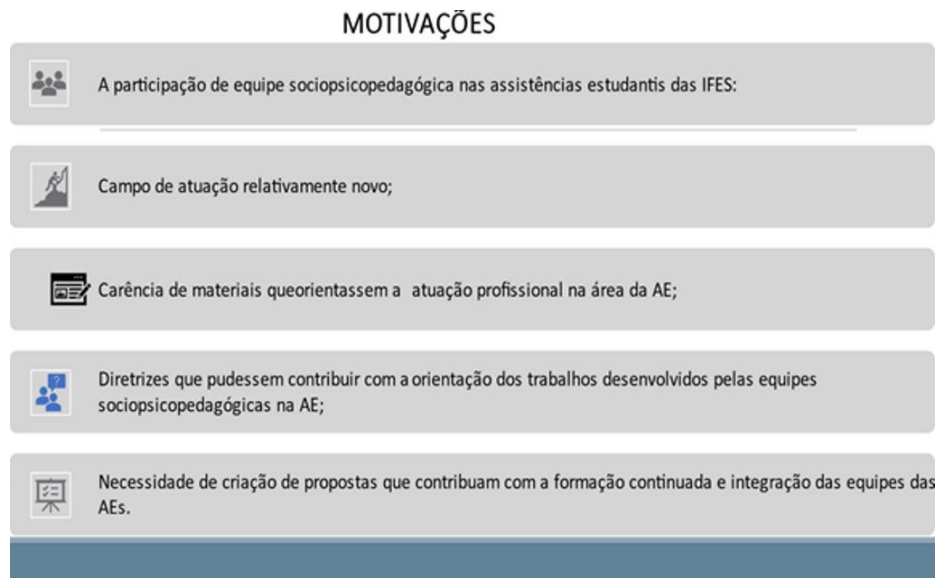 MOTIVAÇÕES
A participação de equipe sociopsicopedagógica nas assistências estudantis das IFES:
Campo de atuação relativamente novo;
Carência de materiais queorientassem a  atuação profissional na área da AE;
Diretrizes que pudessem contribuir com a orientação dos trabalhos desenvolvidos pelas equipes
sociopsicopedagógicas na AE;
Necessidade de criação de propostas que contribuam com a formação continuada e integração das equipes das
AEs.